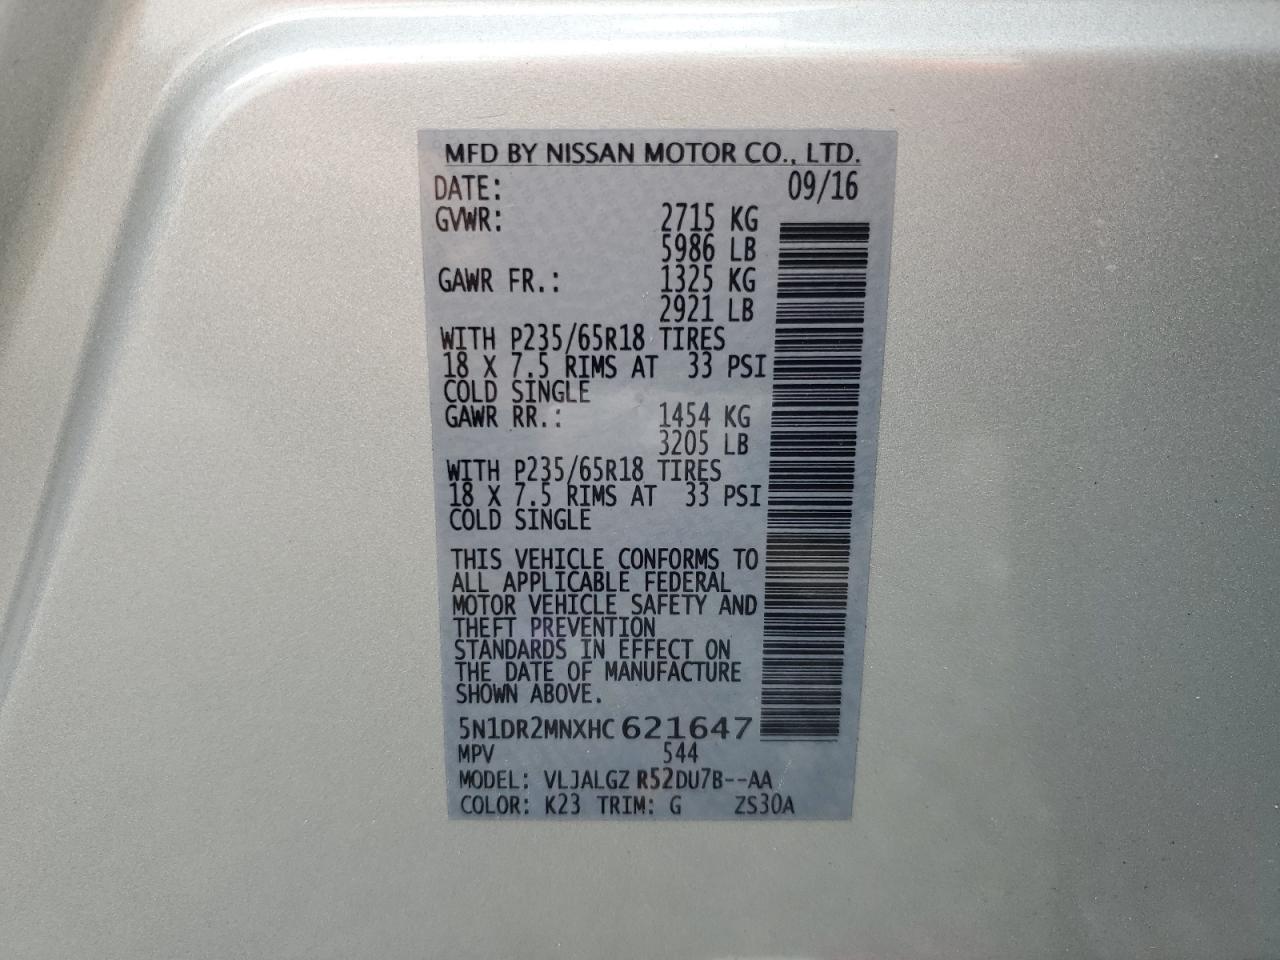 MFD BY NISSAN MOTOR CO., LTD.
DATE: 09/16
GVWR: 2715 KG
5986 LB
GAWR FR.: 1325 KG
2921 LB
WITH P235/65R18 TIRES
18 X 7.5 RIMS AT 33 PSI
COLD SINGLE
GAWR RR.: 1454 KG
3205 LB
WITH P235/65R18 TIRES
18 X 7.5 RIMS AT 33 PSI
COLD SINGLE
THIS VEHICLE CONFORMS TO
ALL APPLICABLE FEDERAL
MOTOR VEHICLE SAFETY AND
THEFT PREVENTION
STANDARDS IN EFFECT ON
THE DATE OF MANUFACTURE
SHOWN ABOVE.
5N1DR2MNXHC621647
MPV 544
MODEL: VLJALGZ R52DU7B--AA
COLOR: K23 TRIM: G ZS30A